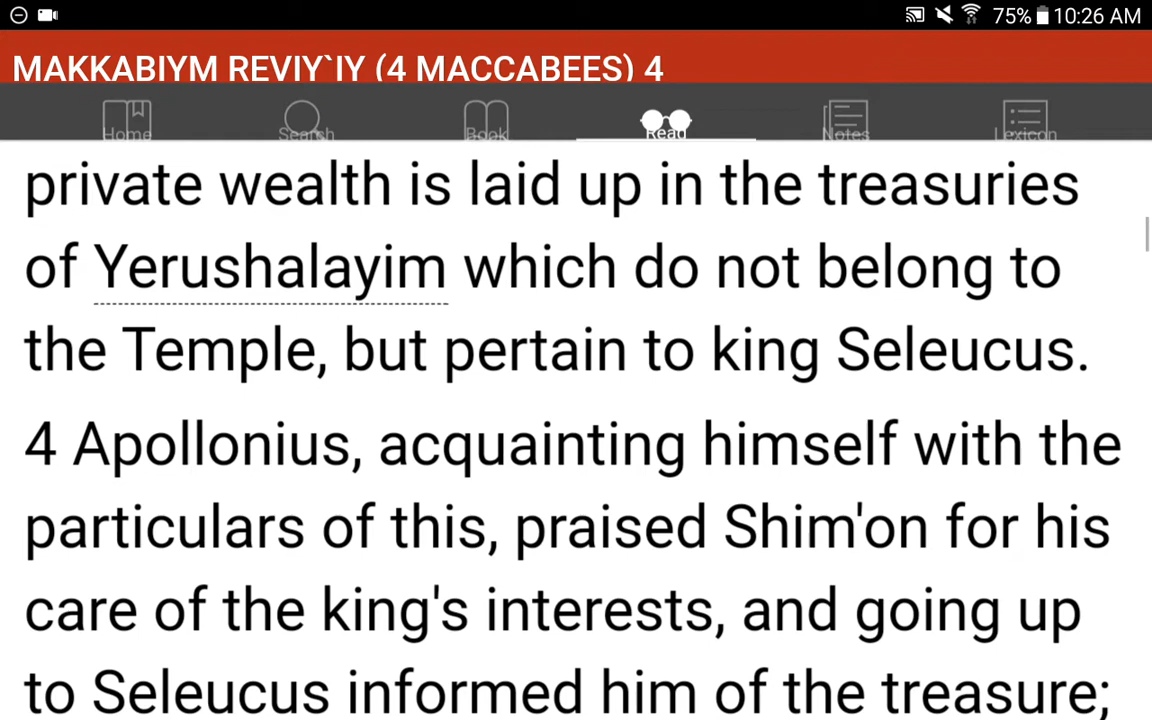 75% 10:26 AM
MAKKABIYM REVIY`IY (4 MACCABEES) 4
Home Search Book Read Notes Lexicon
private wealth is laid up in the treasuries
of Yerushalayim which do not belong to
the Temple, but pertain to king Seleucus.
4 Apollonius, acquainting himself with the
particulars of this, praised Shim'on for his
care of the king's interests, and going up
to Seleucus informed him of the treasure;